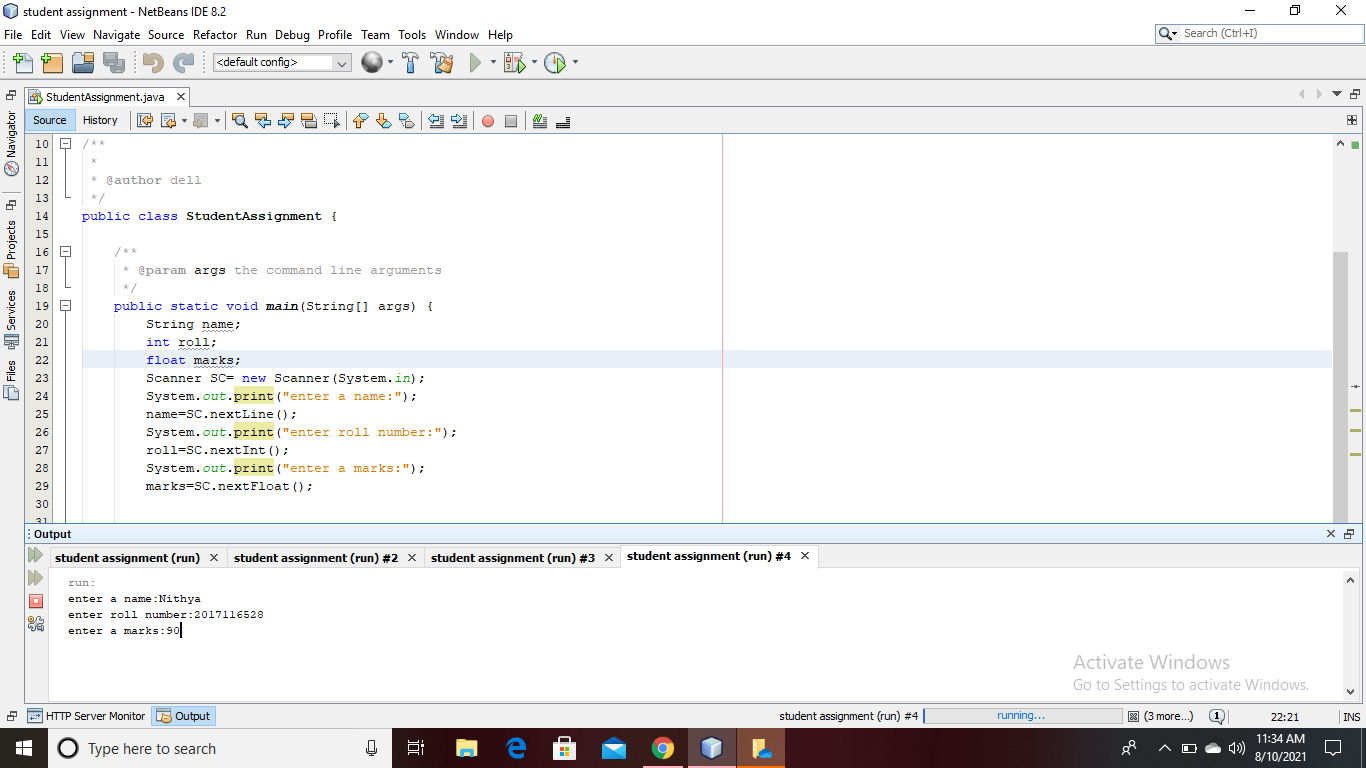 student assignment - NetBeans IDE 8.2
File Edit View Navigate Source Refactor Run Debug Profile Team Tools Window Help
Search (Ctrl+I)
<default config>
StudentAssignment.java
Source History
Navigator
Projects
Services
Files
10 /**
11 *
12 * @author dell
13 */
14 public class StudentAssignment {
15
16 /**
17 * @param args the command line arguments
18 */
19 public static void main(String[] args) {
20 String name;
21 int roll;
22 float marks;
23 Scanner SC= new Scanner(System.in);
24 System.out.print("enter a name:");
25 name=SC.nextLine();
26 System.out.print("enter roll number:");
27 roll=SC.nextInt();
28 System.out.print("enter a marks:");
29 marks=SC.nextFloat();
30
31
Output
student assignment (run) student assignment (run) #2 student assignment (run) #3 student assignment (run) #4
run:
enter a name:Nithya
enter roll number:2017116528
enter a marks:90
Activate Windows
Go to Settings to activate Windows.
HTTP Server Monitor Output student assignment (run) #4 running... (3 more...) 1 22:21 INS
Type here to search
11:34 AM
8/10/2021